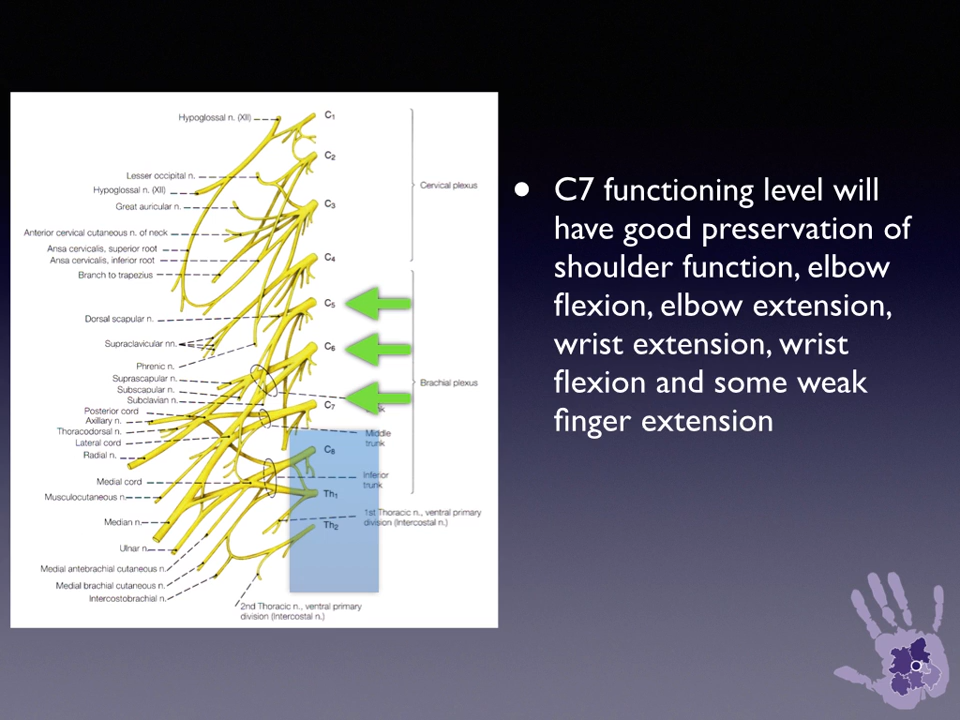 Hypoglossal n. (XII)
C1
C2
Lesser occipital n.
Cervical plexus
Hypoglossal n. (XII)
C3
Great auricular n.
Anterior cervical cutaneous n. of neck
Ansa cervicalis, superior root
C4
Ansa cervicalis, inferior root
Branch to trapezius
C5
Dorsal scapular n.
Supraclavicular nn.
C6
Phrenic n.
Suprascapular n.
Brachial plexus
Subscapular n.
Subclavian n.
C7
Posterior cord
Axillary n.
Thoracodorsal n.
Middle
trunk
Lateral cord
C8
Radial n.
Inferior
trunk
Medial cord
Th1
Musculocutaneous n.
1st Thoracic n., ventral primary
division (Intercostal n.)
Median n.
Th2
Ulnar n.
Medial antebrachial cutaneous n.
Medial brachial cutaneous n.
Intercostobrachial n.
2nd Thoracic n., ventral primary
division (Intercostal n.)
• C7 functioning level will
have good preservation of
shoulder function, elbow
flexion, elbow extension,
wrist extension, wrist
flexion and some weak
finger extension